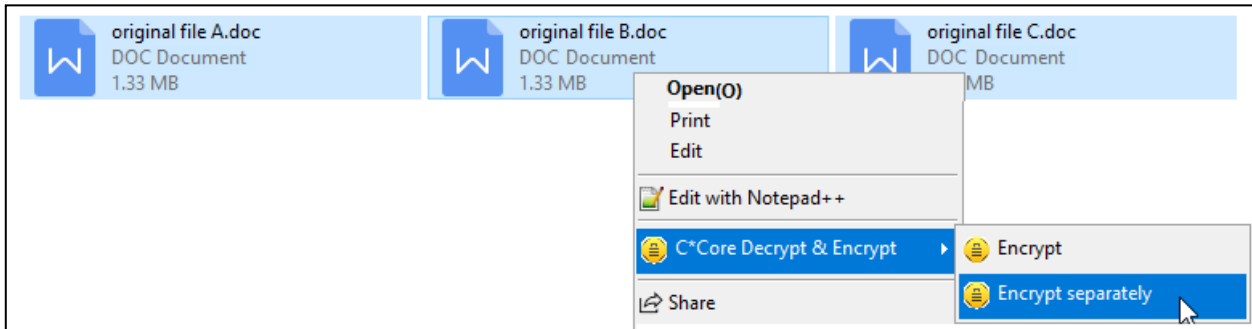 original file A.doc
DOC Document
1.33 MB
original file B.doc
DOC Document
1.33 MB
original file C.doc
DOC Document
MB
Open(O)
Print
Edit
Edit with Notepad++
C*Core Decrypt & Encrypt
Encrypt
Encrypt separately
Share